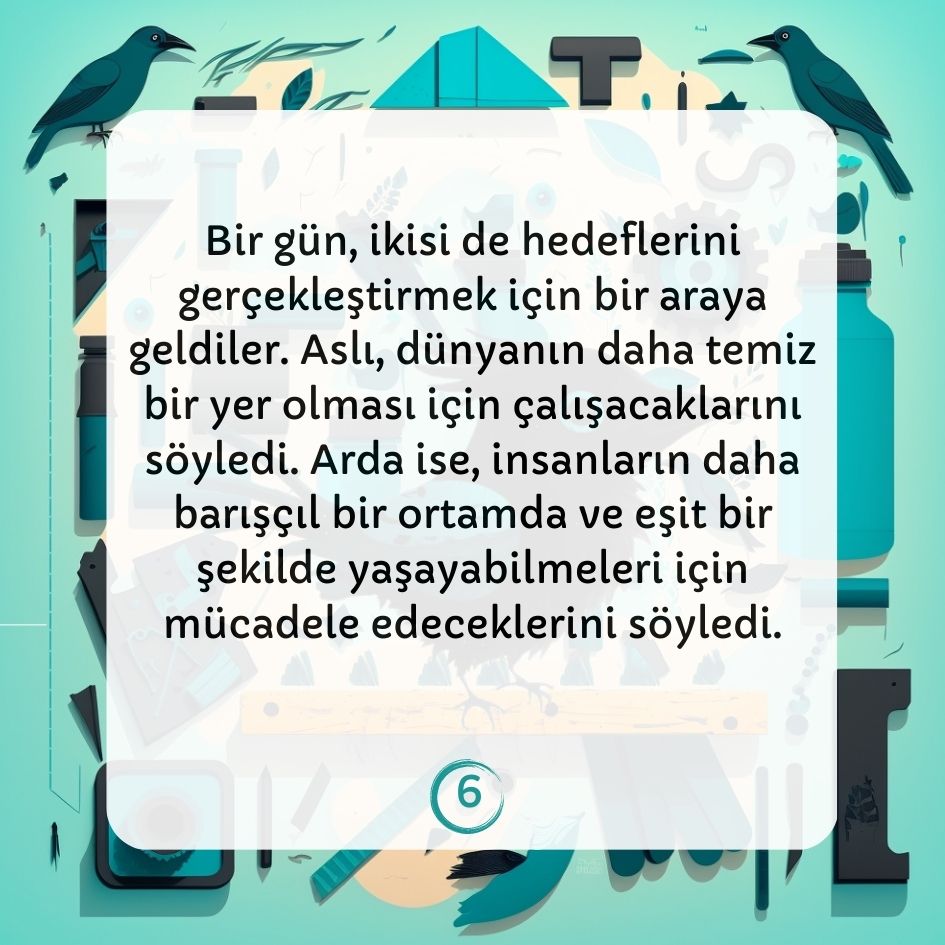 Bir gün, ikisi de hedeflerini
gerçekleştirmek için bir araya
geldiler. Aslı, dünyanın daha temiz
bir yer olması için çalışacaklarını
söyledi. Arda ise, insanların daha
barışçıl bir ortamda ve eşit bir
şekilde yaşayabilmeleri için
mücadele edeceklerini söyledi.
6